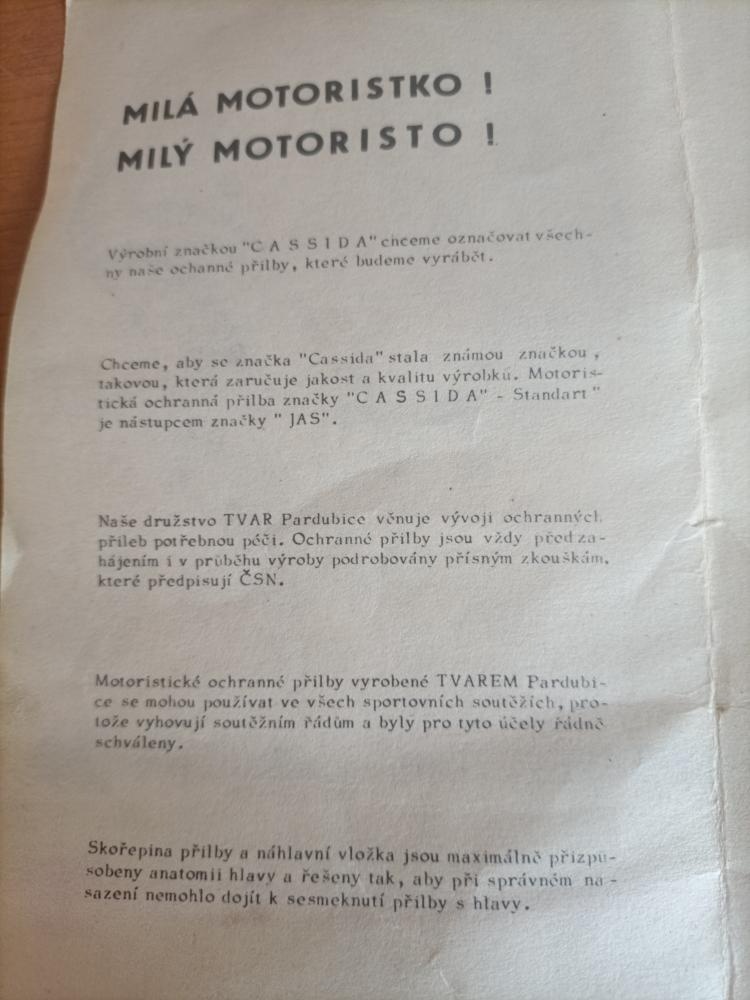 MILÁ MOTORISTKO !
MILÝ MOTORISTO !
Výrobní značkou "C A S S I D A" chceme označovat všech-
ny naše ochanné přilby, které budeme vyrábět.
Chceme, aby se značka "Cassida" stala známou značkou ,
takovou, která zaručuje jakost a kvalitu výrobků. Motoris-
tická ochranná přilba značky "C A S S I D A" - Standart "
je nástupcem značky " JAS".
Naše družstvo TVAR Pardubice věnuje vývoji ochranných
přileb potřebnou péči. Ochranné přilby jsou vždy před za-
hájením i v průběhu výroby podrobovány přísným zkouškám,
které předpisují ČSN.
Motoristické ochranné přilby vyrobené TVAREM Pardubi-
ce se mohou používat ve všech sportovních soutěžích, pro-
tože vyhovují soutěžním řádům a byly pro tyto účely řádně
schváleny.
Skořepina přilby a náhlavní vložka jsou maximálně přizpů-
sobeny anatomii hlavy a řešeny tak, aby při správném na -
sazení nemohlo dojít k sesmeknutí přilby s hlavy.